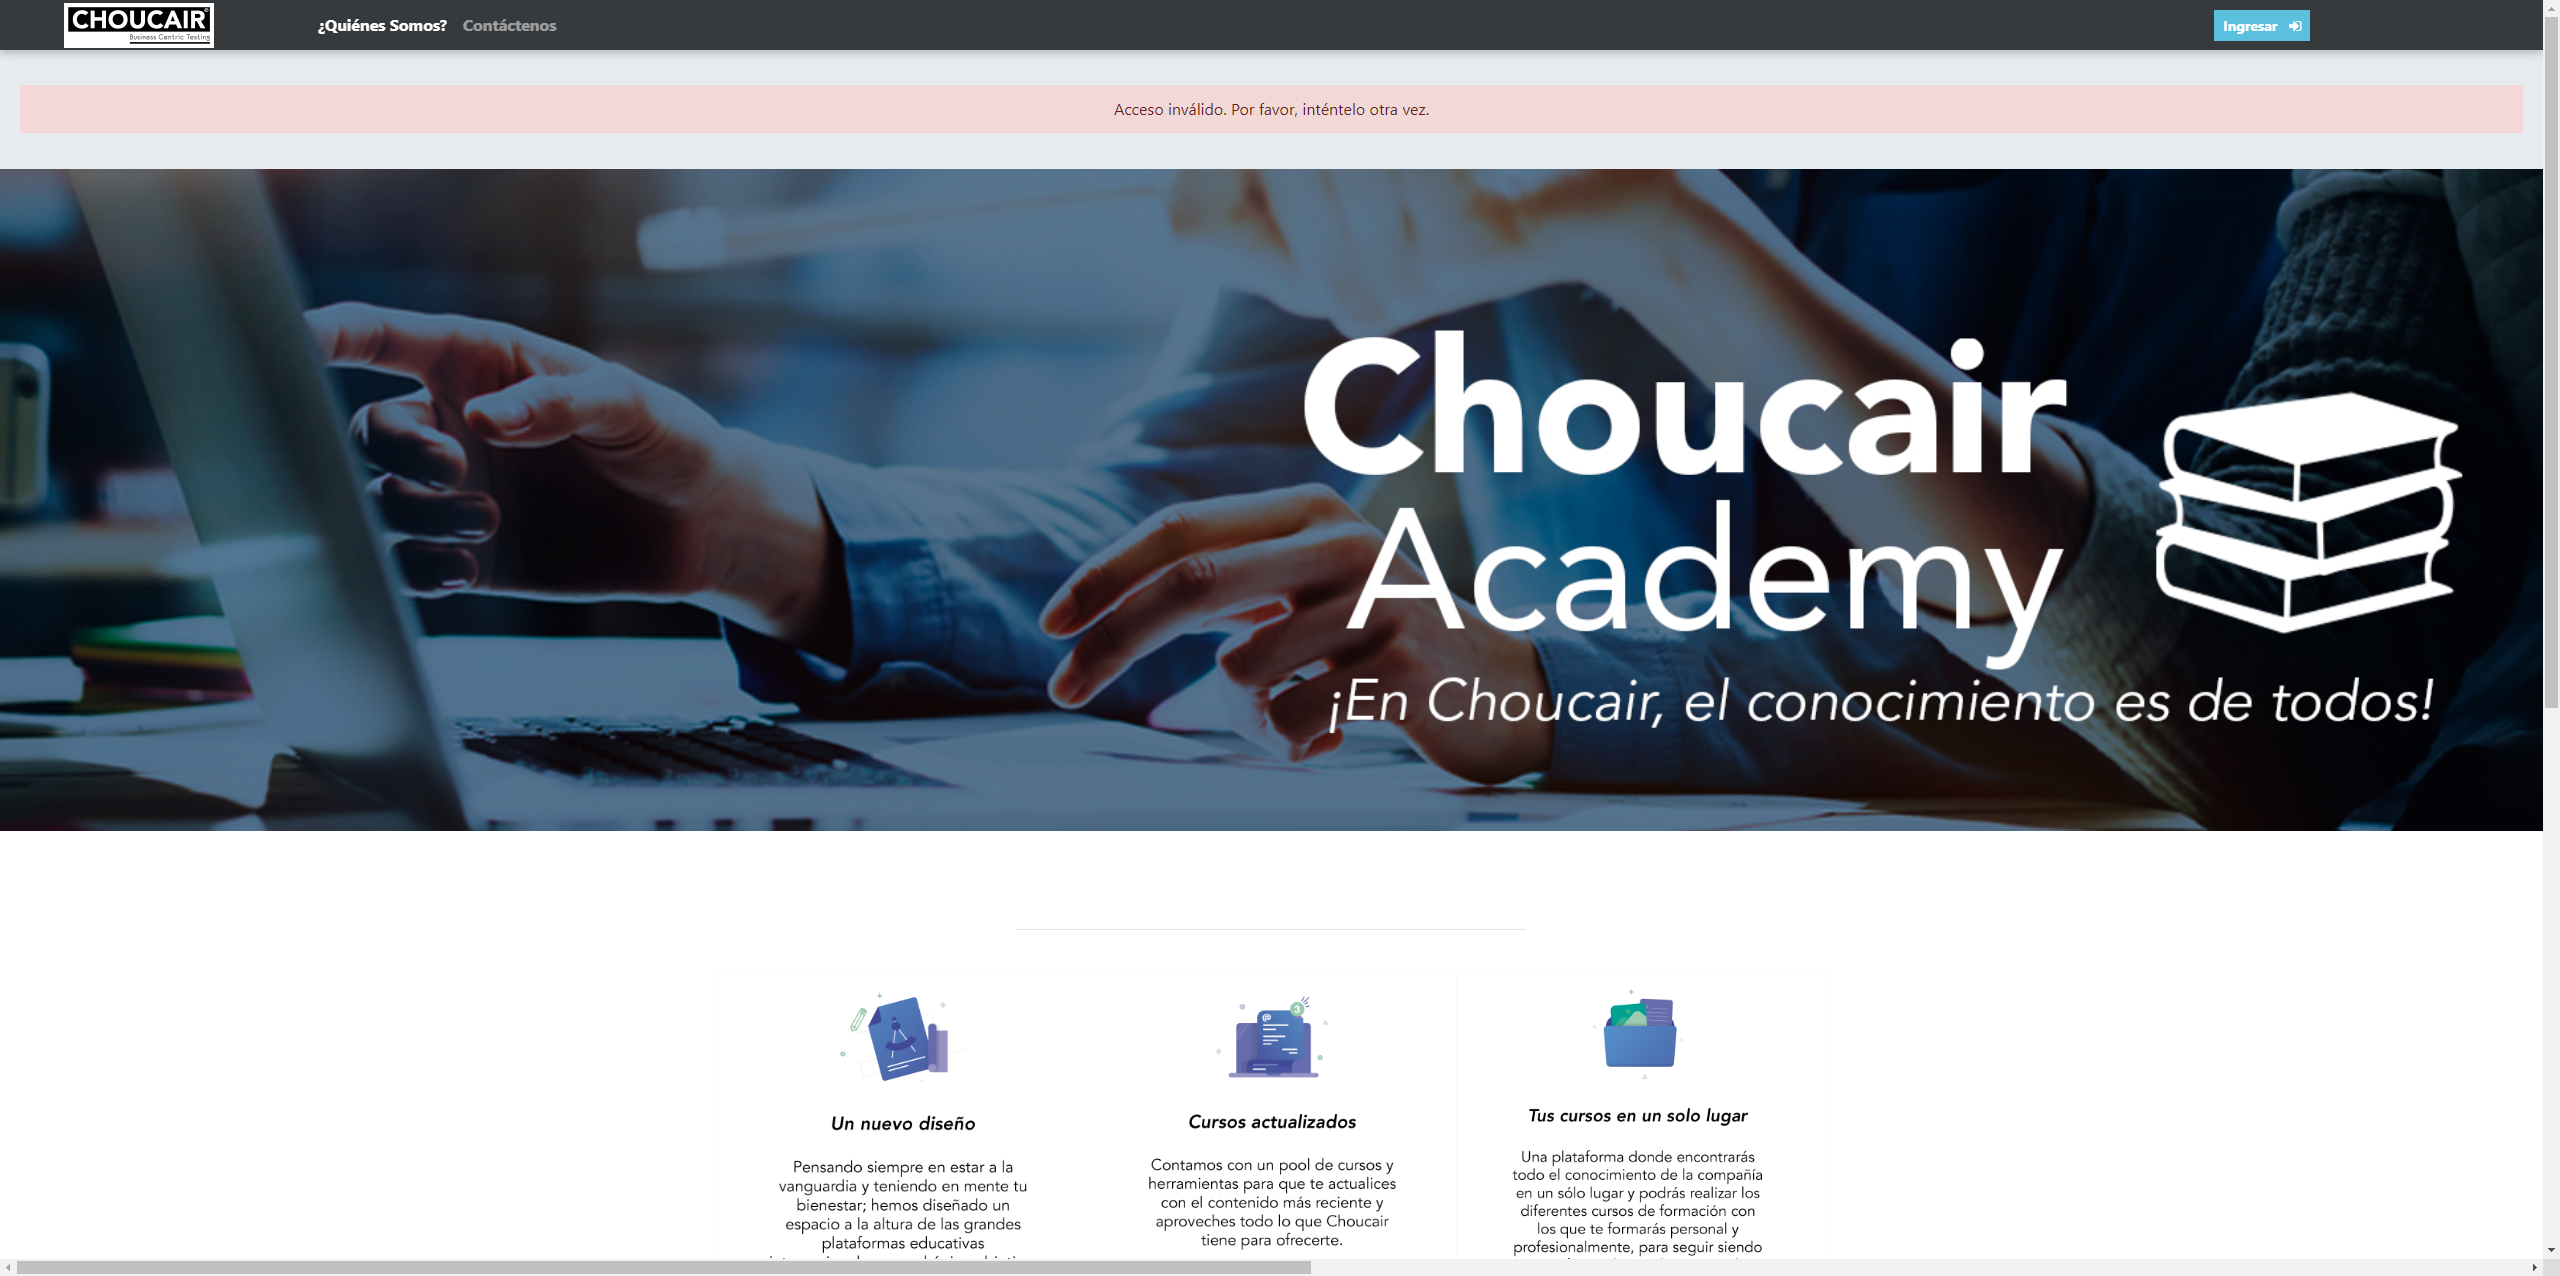 CHOUCAIR®
Business Centric Testing
¿Quiénes Somos? Contáctenos
Ingresar
Acceso inválido. Por favor, inténtelo otra vez.
Choucair
Academy
¡En Choucair, el conocimiento es de todos!
Un nuevo diseño
Pensando siempre en estar a la
vanguardia y teniendo en mente tu
bienestar; hemos diseñado un
espacio a la altura de las grandes
plataformas educativas
@
3
Cursos actualizados
Contamos con un pool de cursos y
herramientas para que te actualices
con el contenido más reciente y
aproveches todo lo que Choucair
tiene para ofrecerte.
Tus cursos en un solo lugar
Una plataforma donde encontrarás
todo el conocimiento de la compañía
en un sólo lugar y podrás realizar los
diferentes cursos de formación con
los que te formarás personal y
profesionalmente, para seguir siendo